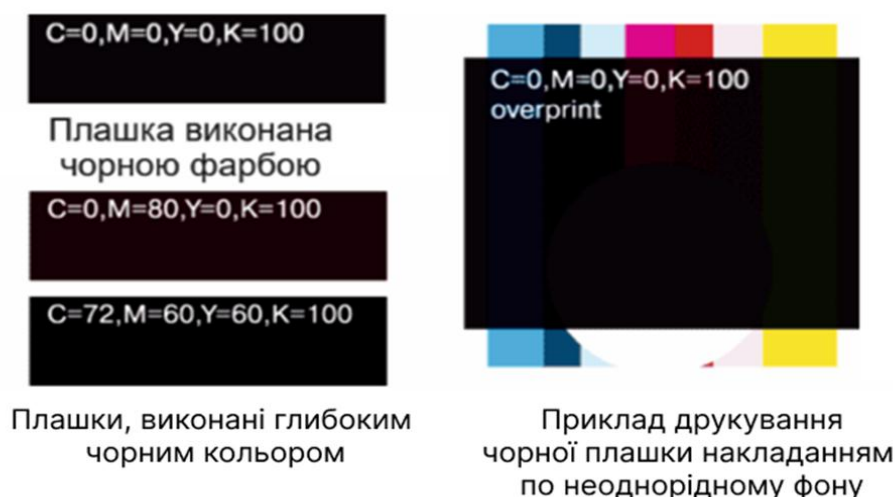 C=0,M=0,Y=0,K=100
Плашка виконана
чорною фарбою
C=0,M=80,Y=0,K=100
C=72,M=60,Y=60,K=100
Плашки, виконані глибоким
чорним кольором
C=0,M=0,Y=0,K=100
overprint
Приклад друкування
чорної плашки накладанням
по неоднорідному фону